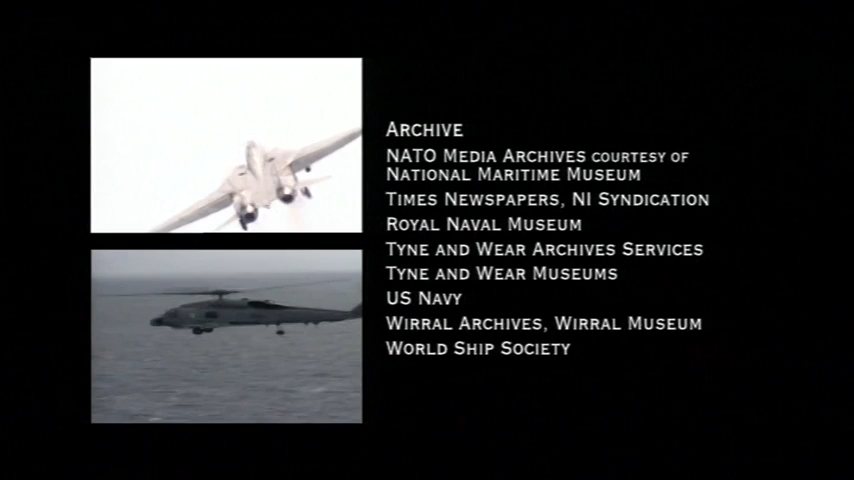 ARCHIVE
NATO MEDIA ARCHIVES COURTESY OF
NATIONAL MARITIME MUSEUM
TIMES NEWSPAPERS, NI SYNDICATION
ROYAL NAVAL MUSEUM
TYNE AND WEAR ARCHIVES SERVICES
TYNE AND WEAR MUSEUMS
US NAVY
WIRRAL ARCHIVES, WIRRAL MUSEUM
WORLD SHIP SOCIETY